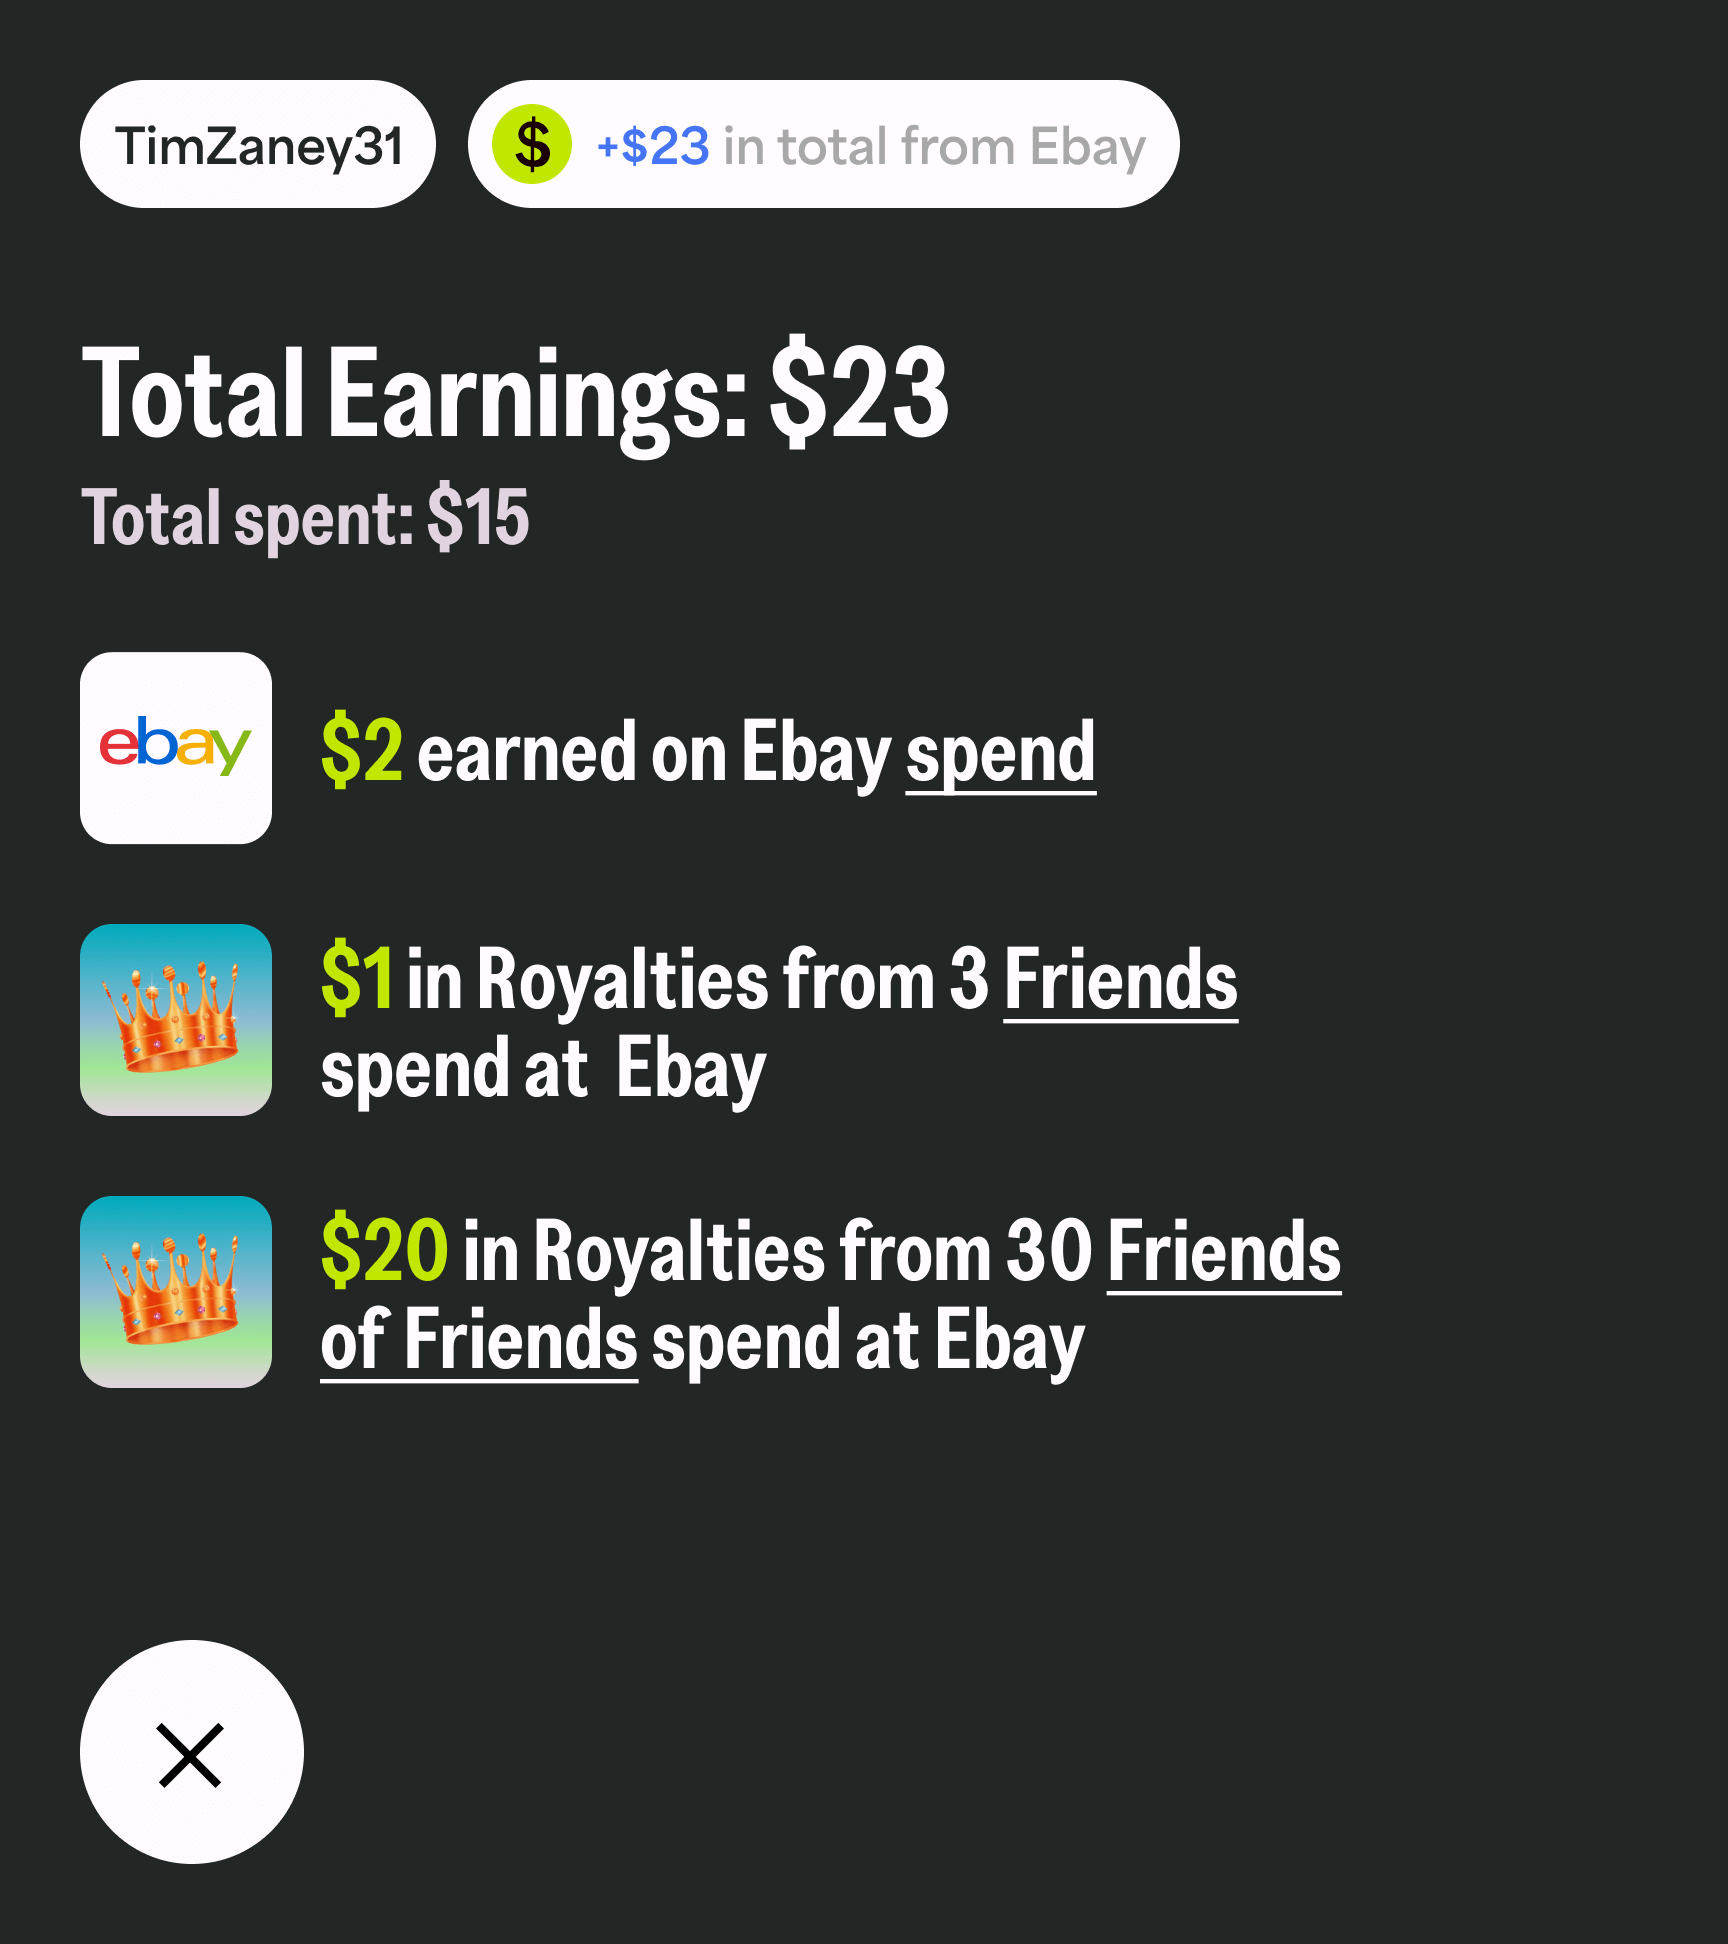 TimZaney31
$ +$23 in total from Ebay
Total Earnings: $23
Total spent: $15
ebay
$2 earned on Ebay spend
$1 in Royalties from 3 Friends
spend at Ebay
$20 in Royalties from 30 Friends
of Friends spend at Ebay